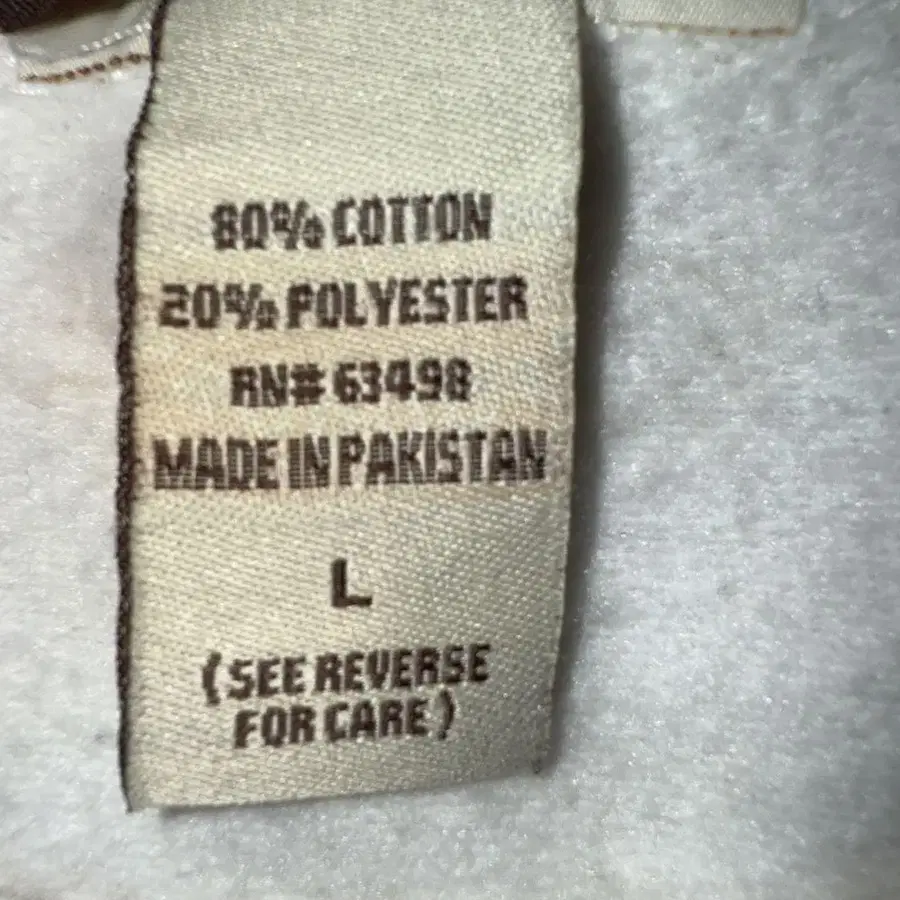 80% COTTON
20% POLYESTER
RN# 63498
MADE IN PAKISTAN
L
(SEE REVERSE
FOR CARE)